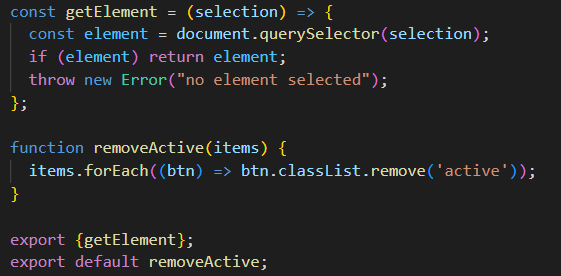 const getElement = (selection) => {
  const element = document.querySelector(selection);
  if (element) return element;
  throw new Error("no element selected");
};

function removeActive(items) {
  items.forEach((btn) => btn.classList.remove('active'));
}

export {getElement};
export default removeActive;